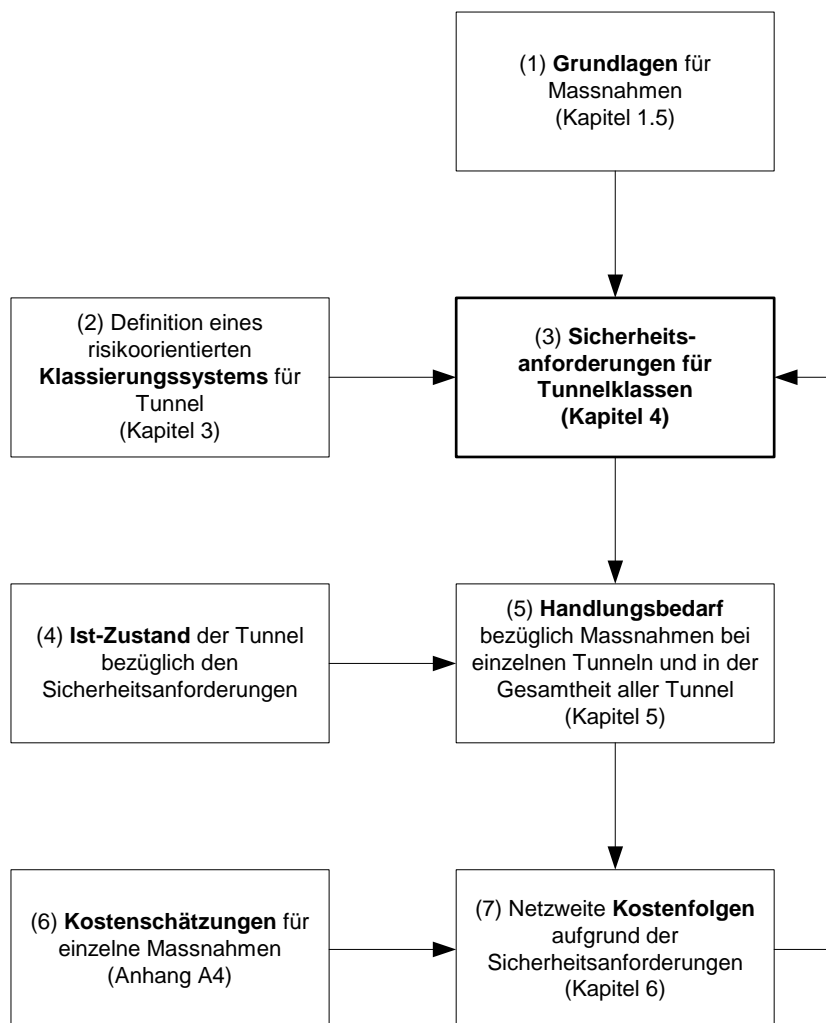 (1) Grundlagen für
Massnahmen
(Kapitel 1.5)
(2) Definition eines
risikoorientierten
Klassierungssystems für
Tunnel
(Kapitel 3)
(3) Sicherheits-
anforderungen für
Tunnelklassen
(Kapitel 4)
(4) Ist-Zustand der Tunnel
bezüglich den
Sicherheitsanforderungen
(5) Handlungsbedarf
bezüglich Massnahmen bei
einzelnen Tunneln und in der
Gesamtheit aller Tunnel
(Kapitel 5)
(6) Kostenschätzungen für
einzelne Massnahmen
(Anhang A4)
(7) Netzweite Kostenfolgen
aufgrund der
Sicherheitsanforderungen
(Kapitel 6)